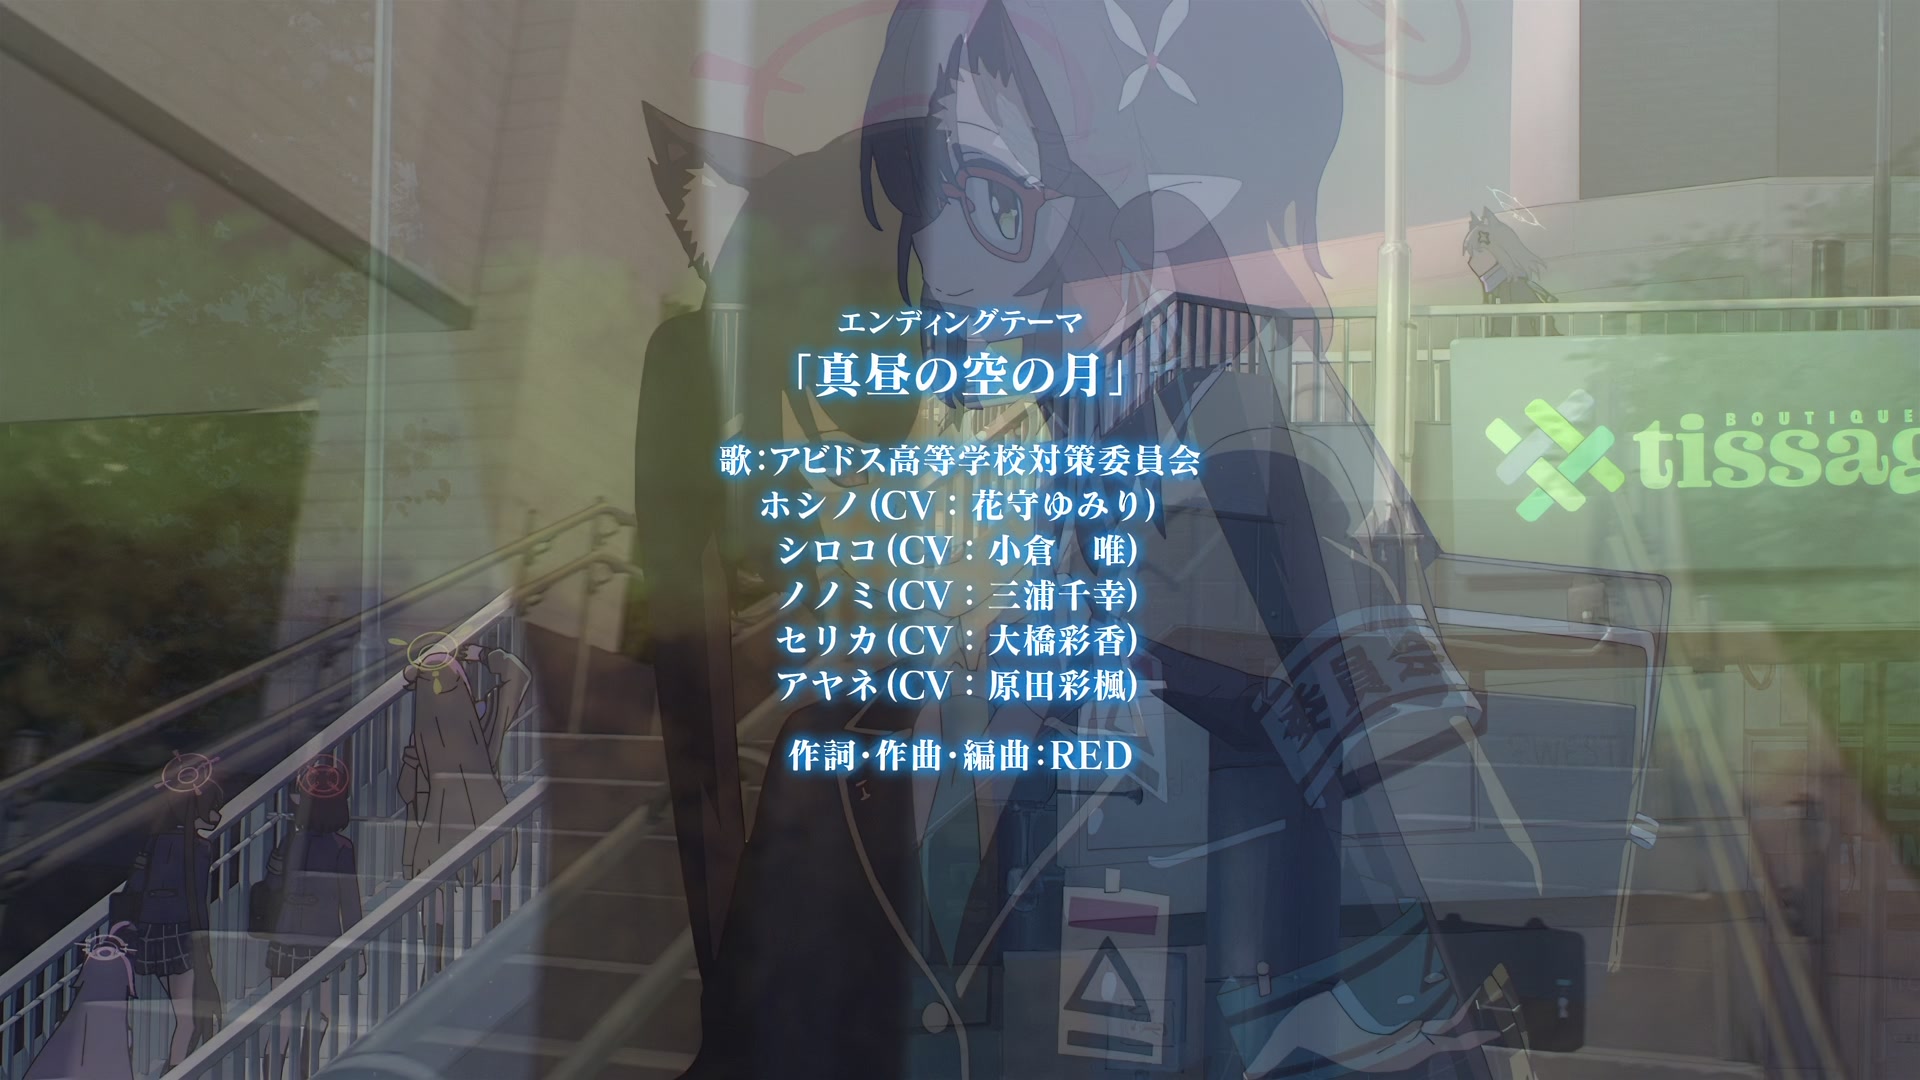 エンディングテーマ
「真昼の空の月」
歌：アビドス高等学校対策委員会
ホシノ(CV：花守ゆみり)
シロコ(CV：小倉　唯)
ノノミ(CV：三浦千幸)
セリカ(CV：大橋彩香)
アヤネ(CV：原田彩楓)
作詞・作曲・編曲：RED
BOUTIQUE
tissag
委員会